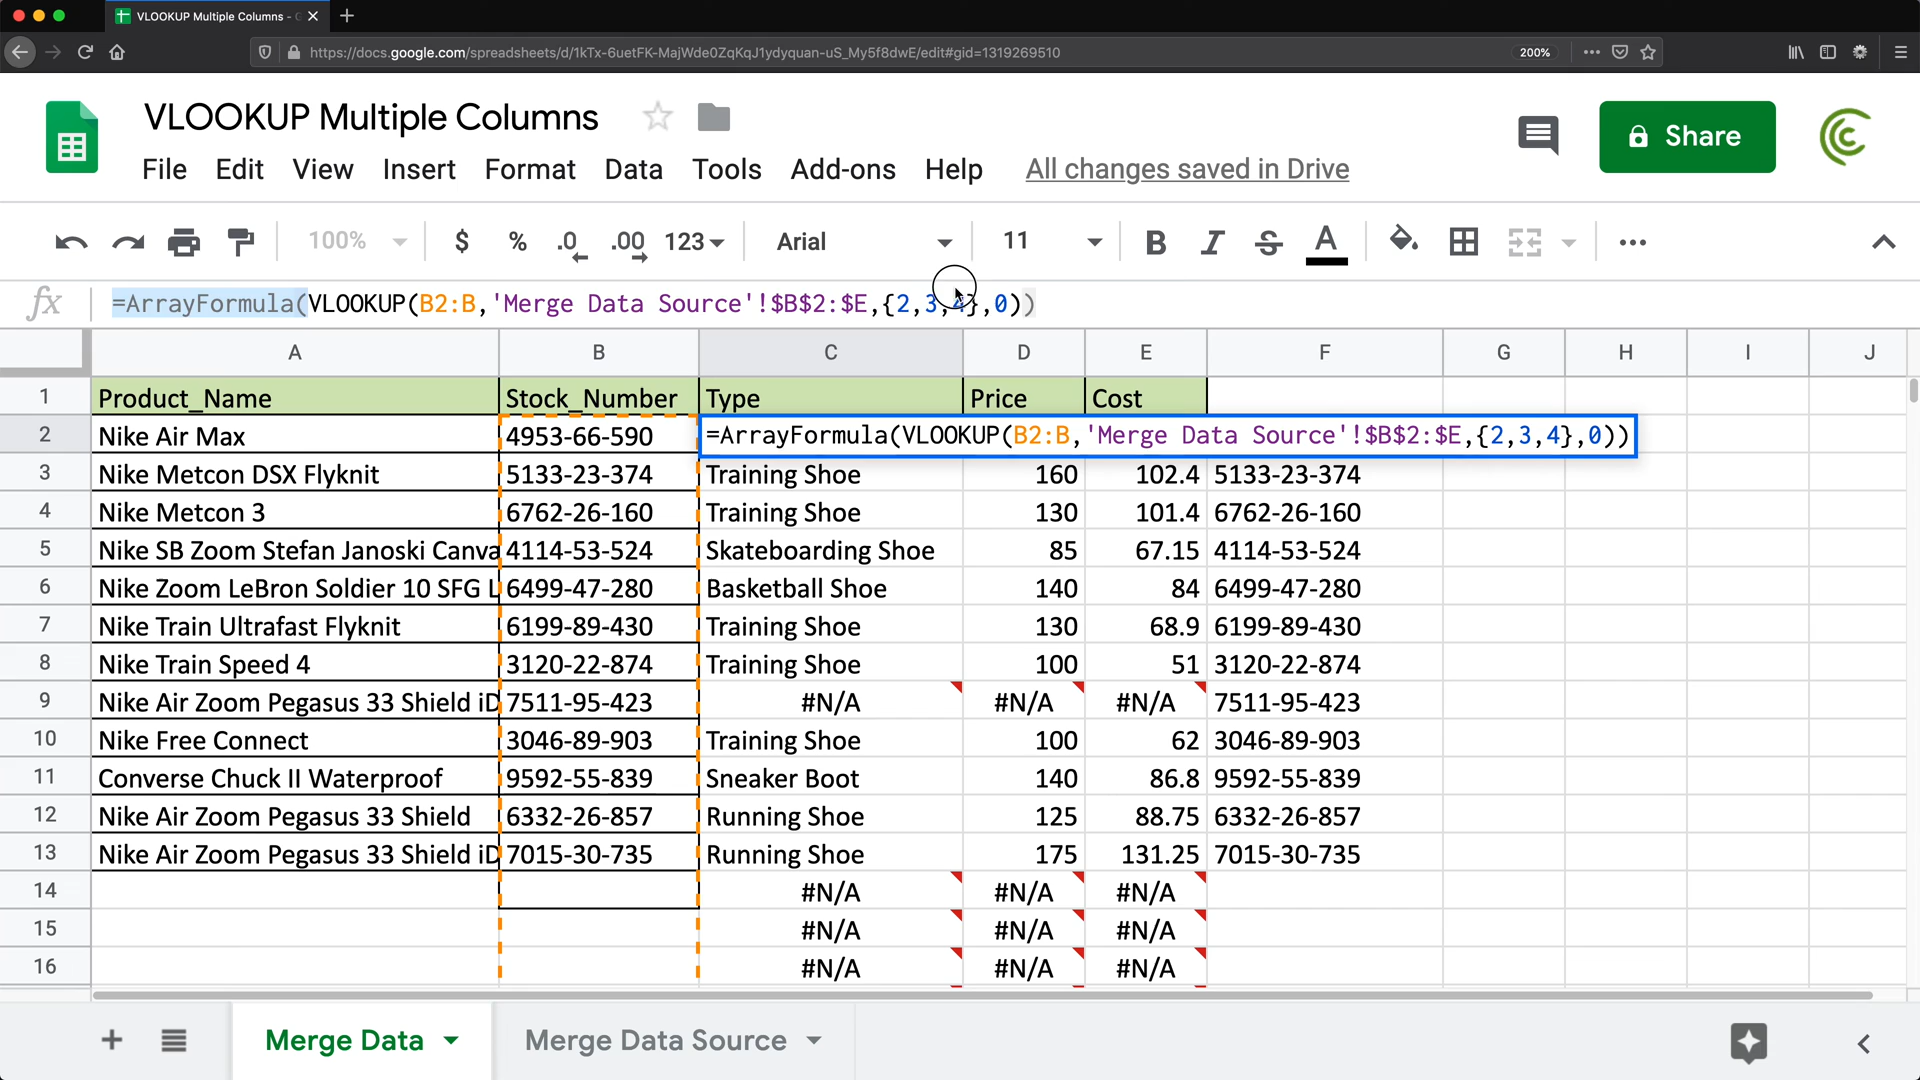 VLOOKUP Multiple Columns - G
https://docs.google.com/spreadsheets/d/1kTx-6uetFK-MajWde0ZqKqJ1ydyquan-uS_My5f8dwE/edit#gid=1319269510 200%
VLOOKUP Multiple Columns
Share
File Edit View Insert Format Data Tools Add-ons Help All changes saved in Drive
100% $ % .0 .00 123 Arial 11 B I S A
fx =ArrayFormula(VLOOKUP(B2:B,'Merge Data Source'!$B$2:$E,{2,3,4},0))
A B C D E F G H I J
1 Product_Name Stock_Number Type Price Cost
2 Nike Air Max 4953-66-590 =ArrayFormula(VLOOKUP(B2:B,'Merge Data Source'!$B$2:$E,{2,3,4},0))
3 Nike Metcon DSX Flyknit 5133-23-374 Training Shoe 160 102.4 5133-23-374
4 Nike Metcon 3 6762-26-160 Training Shoe 130 101.4 6762-26-160
5 Nike SB Zoom Stefan Janoski Canva 4114-53-524 Skateboarding Shoe 85 67.15 4114-53-524
6 Nike Zoom LeBron Soldier 10 SFG L 6499-47-280 Basketball Shoe 140 84 6499-47-280
7 Nike Train Ultrafast Flyknit 6199-89-430 Training Shoe 130 68.9 6199-89-430
8 Nike Train Speed 4 3120-22-874 Training Shoe 100 51 3120-22-874
9 Nike Air Zoom Pegasus 33 Shield iD 7511-95-423 #N/A #N/A #N/A 7511-95-423
10 Nike Free Connect 3046-89-903 Training Shoe 100 62 3046-89-903
11 Converse Chuck II Waterproof 9592-55-839 Sneaker Boot 140 86.8 9592-55-839
12 Nike Air Zoom Pegasus 33 Shield 6332-26-857 Running Shoe 125 88.75 6332-26-857
13 Nike Air Zoom Pegasus 33 Shield iD 7015-30-735 Running Shoe 175 131.25 7015-30-735
14 #N/A #N/A #N/A
15 #N/A #N/A #N/A
16 #N/A #N/A #N/A
Merge Data Merge Data Source